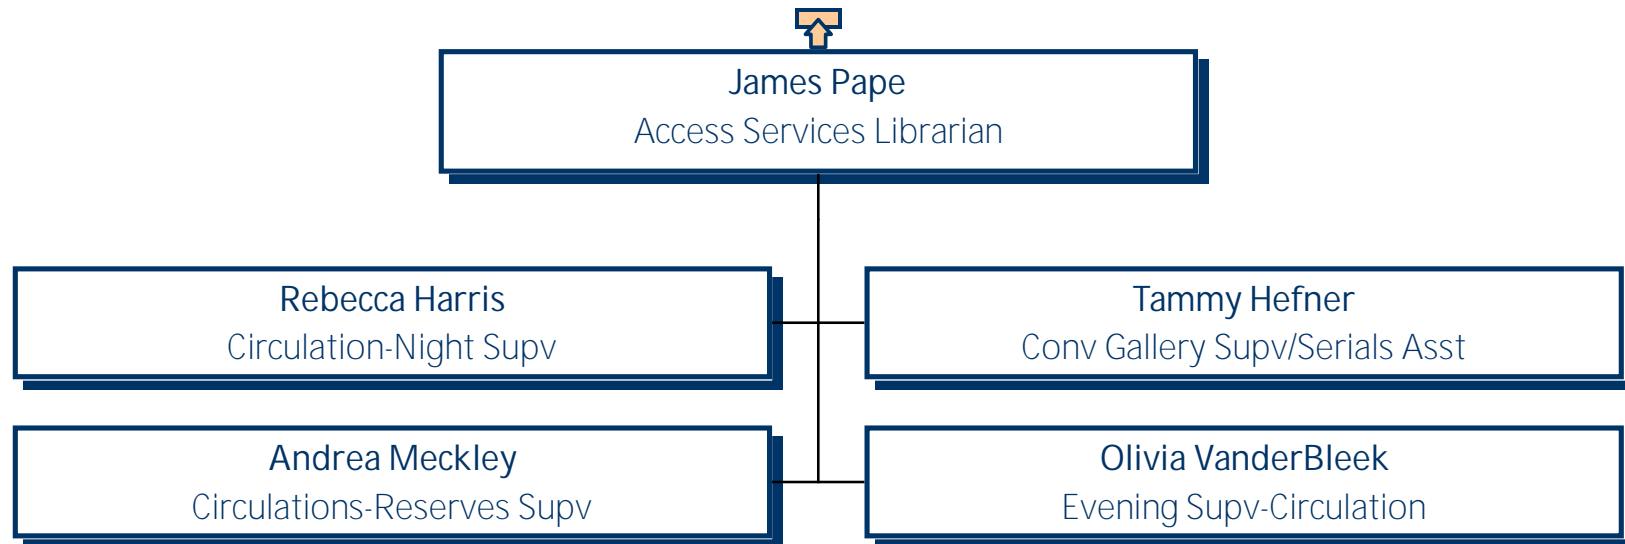 James Pape
Access Services Librarian
Rebecca Harris
Circulation-Night Supv
Tammy Hefner
Conv Gallery Supv/Serials Asst
Andrea Meckley
Circulations-Reserves Supv
Olivia VanderBleek
Evening Supv-Circulation